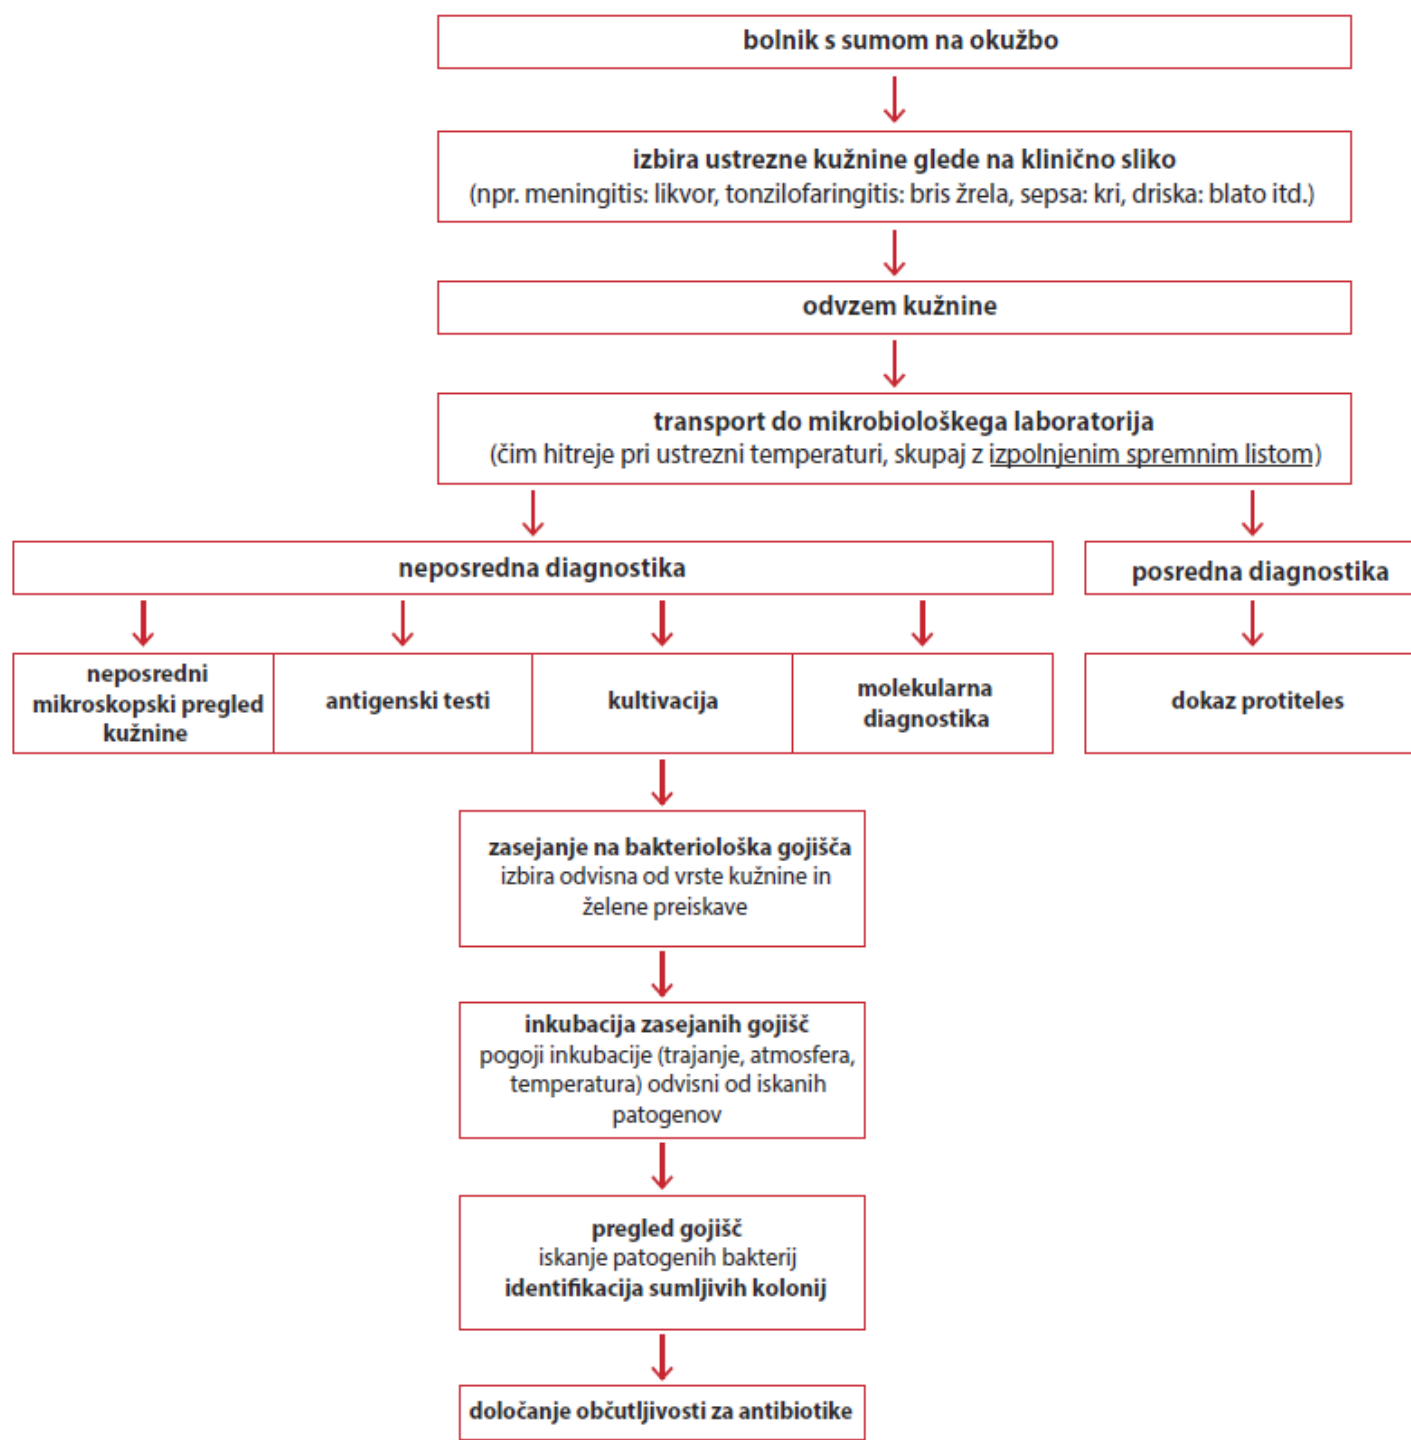 bolnik s sumom na okužbo
izbira ustrezne kužnine glede na klinično sliko
(npr. meningitis: likvor, tonzilofaringitis: bris žrela, sepsa: kri, driska: blato itd.)
odvzem kužnine
transport do mikrobiološkega laboratorija
(čim hitreje pri ustrezni temperaturi, skupaj z izpolnjenim spremnim listom)
neposredna diagnostika
posredna diagnostika
neposredni
mikroskopski pregled
kužnine
antigenski testi
kultivacija
molekularna
diagnostika
dokaz protiteles
zasejanje na bakteriološka gojišča
izbira odvisna od vrste kužnine in
želene preiskave
inkubacija zasejanih gojišč
pogoji inkubacije (trajanje, atmosfera,
temperatura) odvisni od iskanih
patogenov
pregled gojišč
iskanje patogenih bakterij
identifikacija sumljivih kolonij
določanje občutljivosti za antibiotike